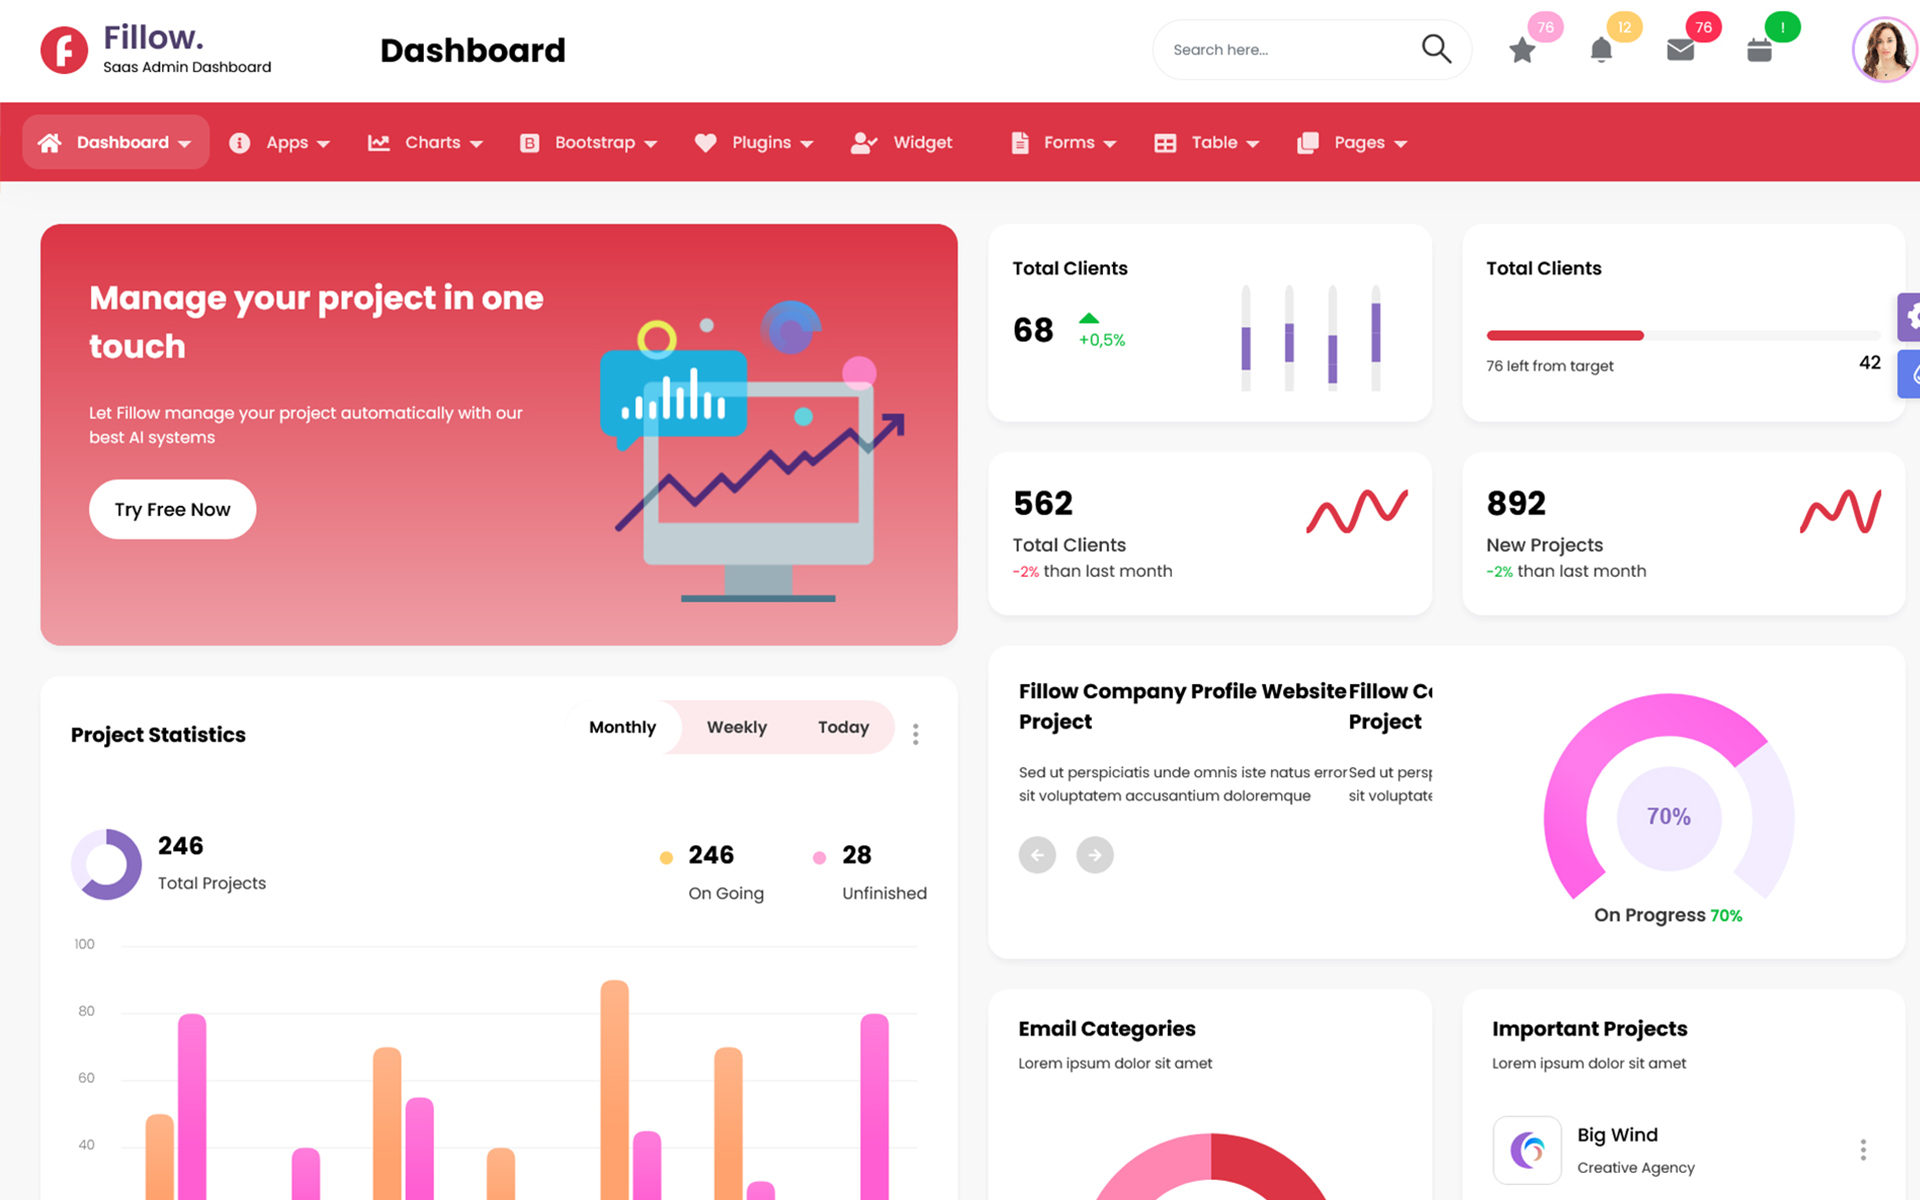 Fillow.
Saas Admin Dashboard
Dashboard
Search here...
76
12
76
!
Dashboard
Apps
Charts
B
Bootstrap
Plugins
Widget
Forms
Table
Pages
Manage your project in one
touch
Let Fillow manage your project automatically with our
best AI systems
Try Free Now
Total Clients
68
+0,5%
Total Clients
76 left from target
42
562
Total Clients
-2% than last month
892
New Projects
-2% than last month
Project Statistics
Monthly
Weekly
Today
246
Total Projects
246
On Going
28
Unfinished
100
80
60
40
Fillow Company Profile Website
Project
Sed ut perspiciatis unde omnis iste natus error
sit voluptatem accusantium doloremque
Fillow
Project
Sed ut
sit
70%
On Progress 70%
Email Categories
Lorem ipsum dolor sit amet
Important Projects
Lorem ipsum dolor sit amet
Big Wind
Creative Agency